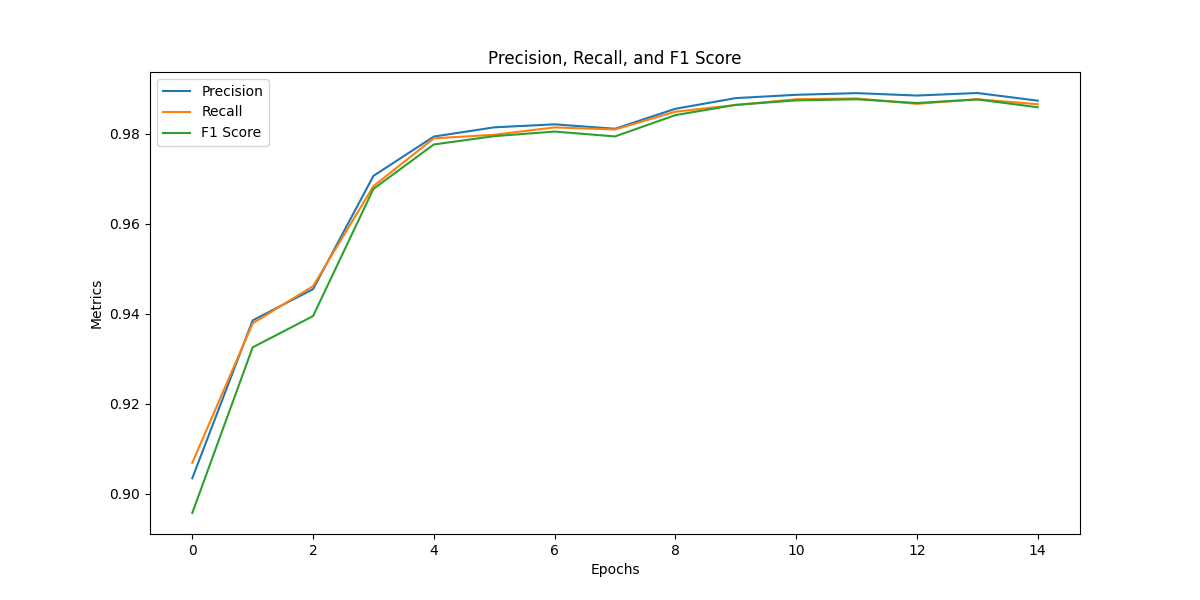 Precision, Recall, and F1 Score
Precision
Recall
F1 Score
Metrics
0.98
0.96
0.94
0.92
0.90
0 2 4 6 8 10 12 14
Epochs